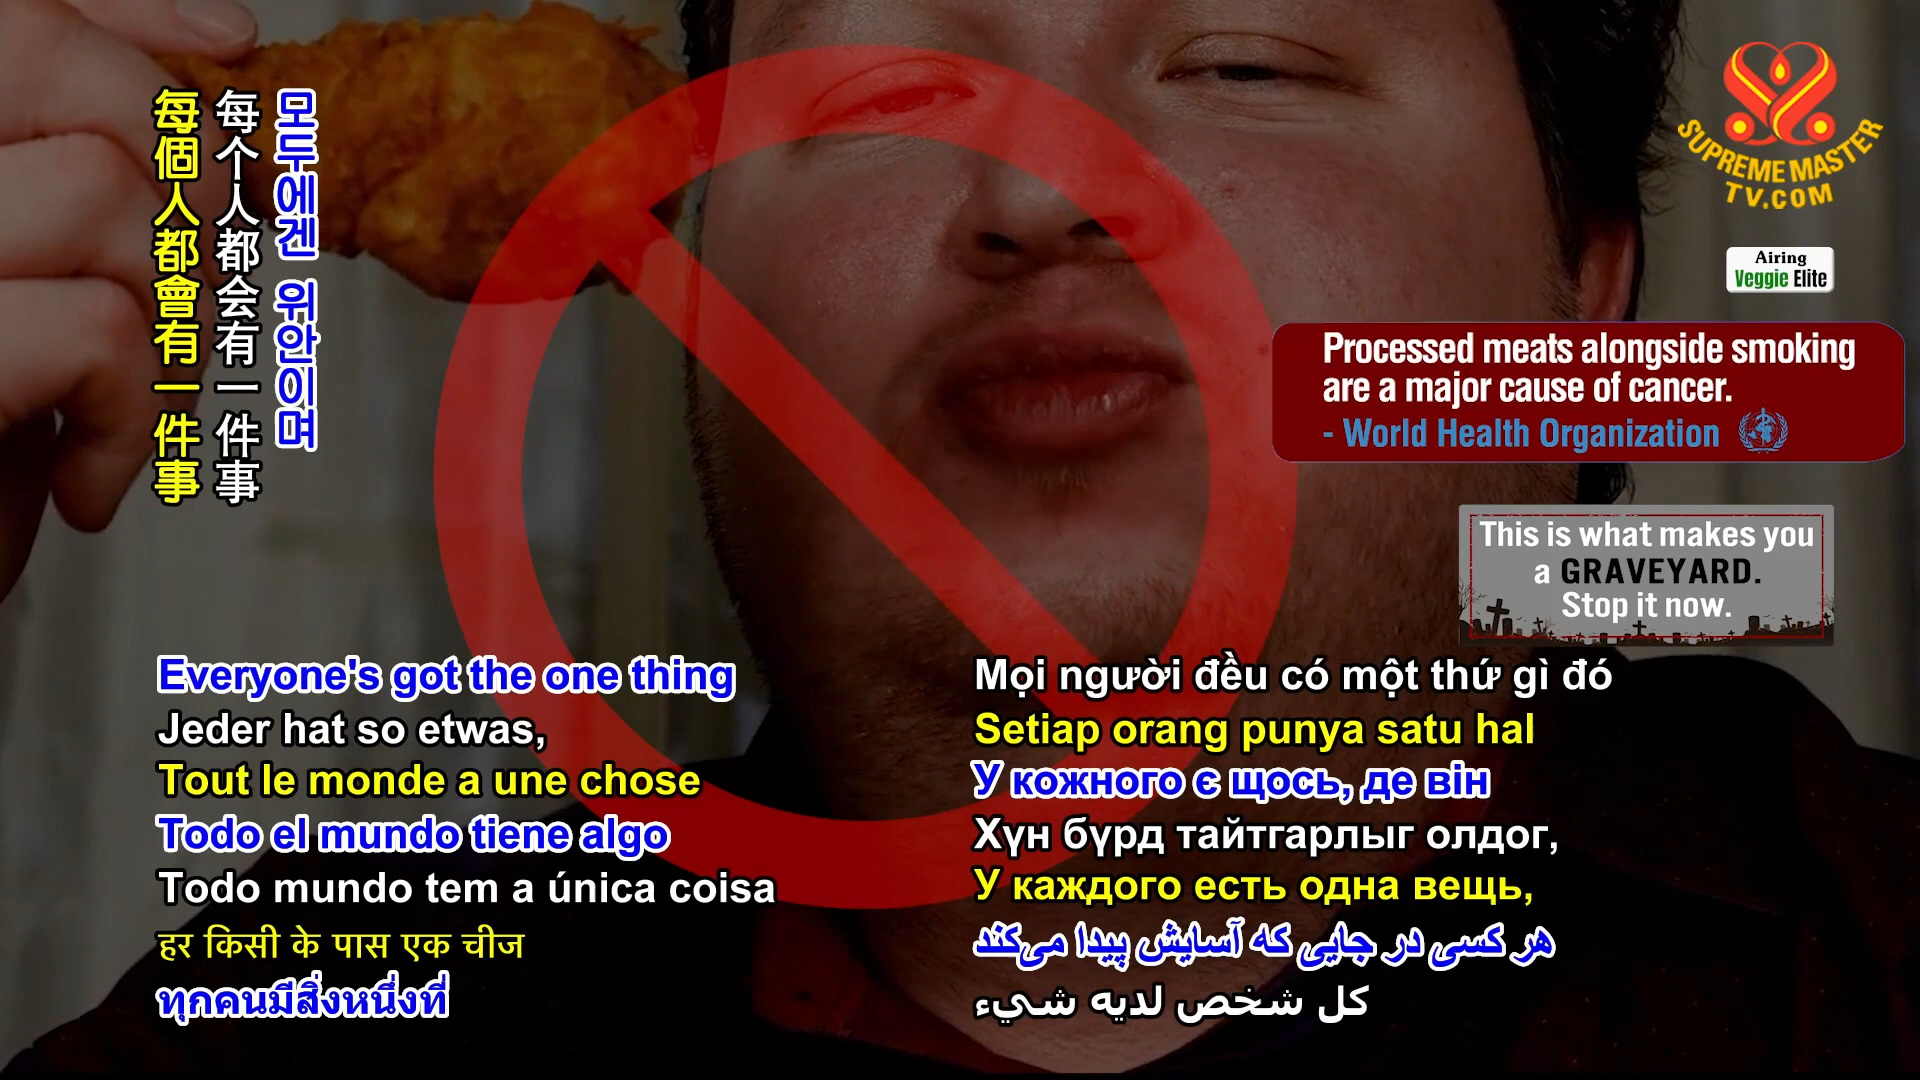 每個人都會有一件事
每个人都会有一件事
모두에겐 위안이며
SUPREME MASTER
TV.COM
Airing
Veggie Elite
Processed meats alongside smoking
are a major cause of cancer.
- World Health Organization
This is what makes you
a GRAVEYARD.
Stop it now.
Everyone's got the one thing
Jeder hat so etwas,
Tout le monde a une chose
Todo el mundo tiene algo
Todo mundo tem a única coisa
हर किसी के पास एक चीज
ทุกคนมีสิ่งหนึ่งที่
Mọi người đều có một thứ gì đó
Setiap orang punya satu hal
У кожного є щось, де він
Хүн бүрд тайтгарлыг олдог,
У каждого есть одна вещь,
هر کسی در جایی که آسایش پیدا می‌کند
كل شخص لديه شيء